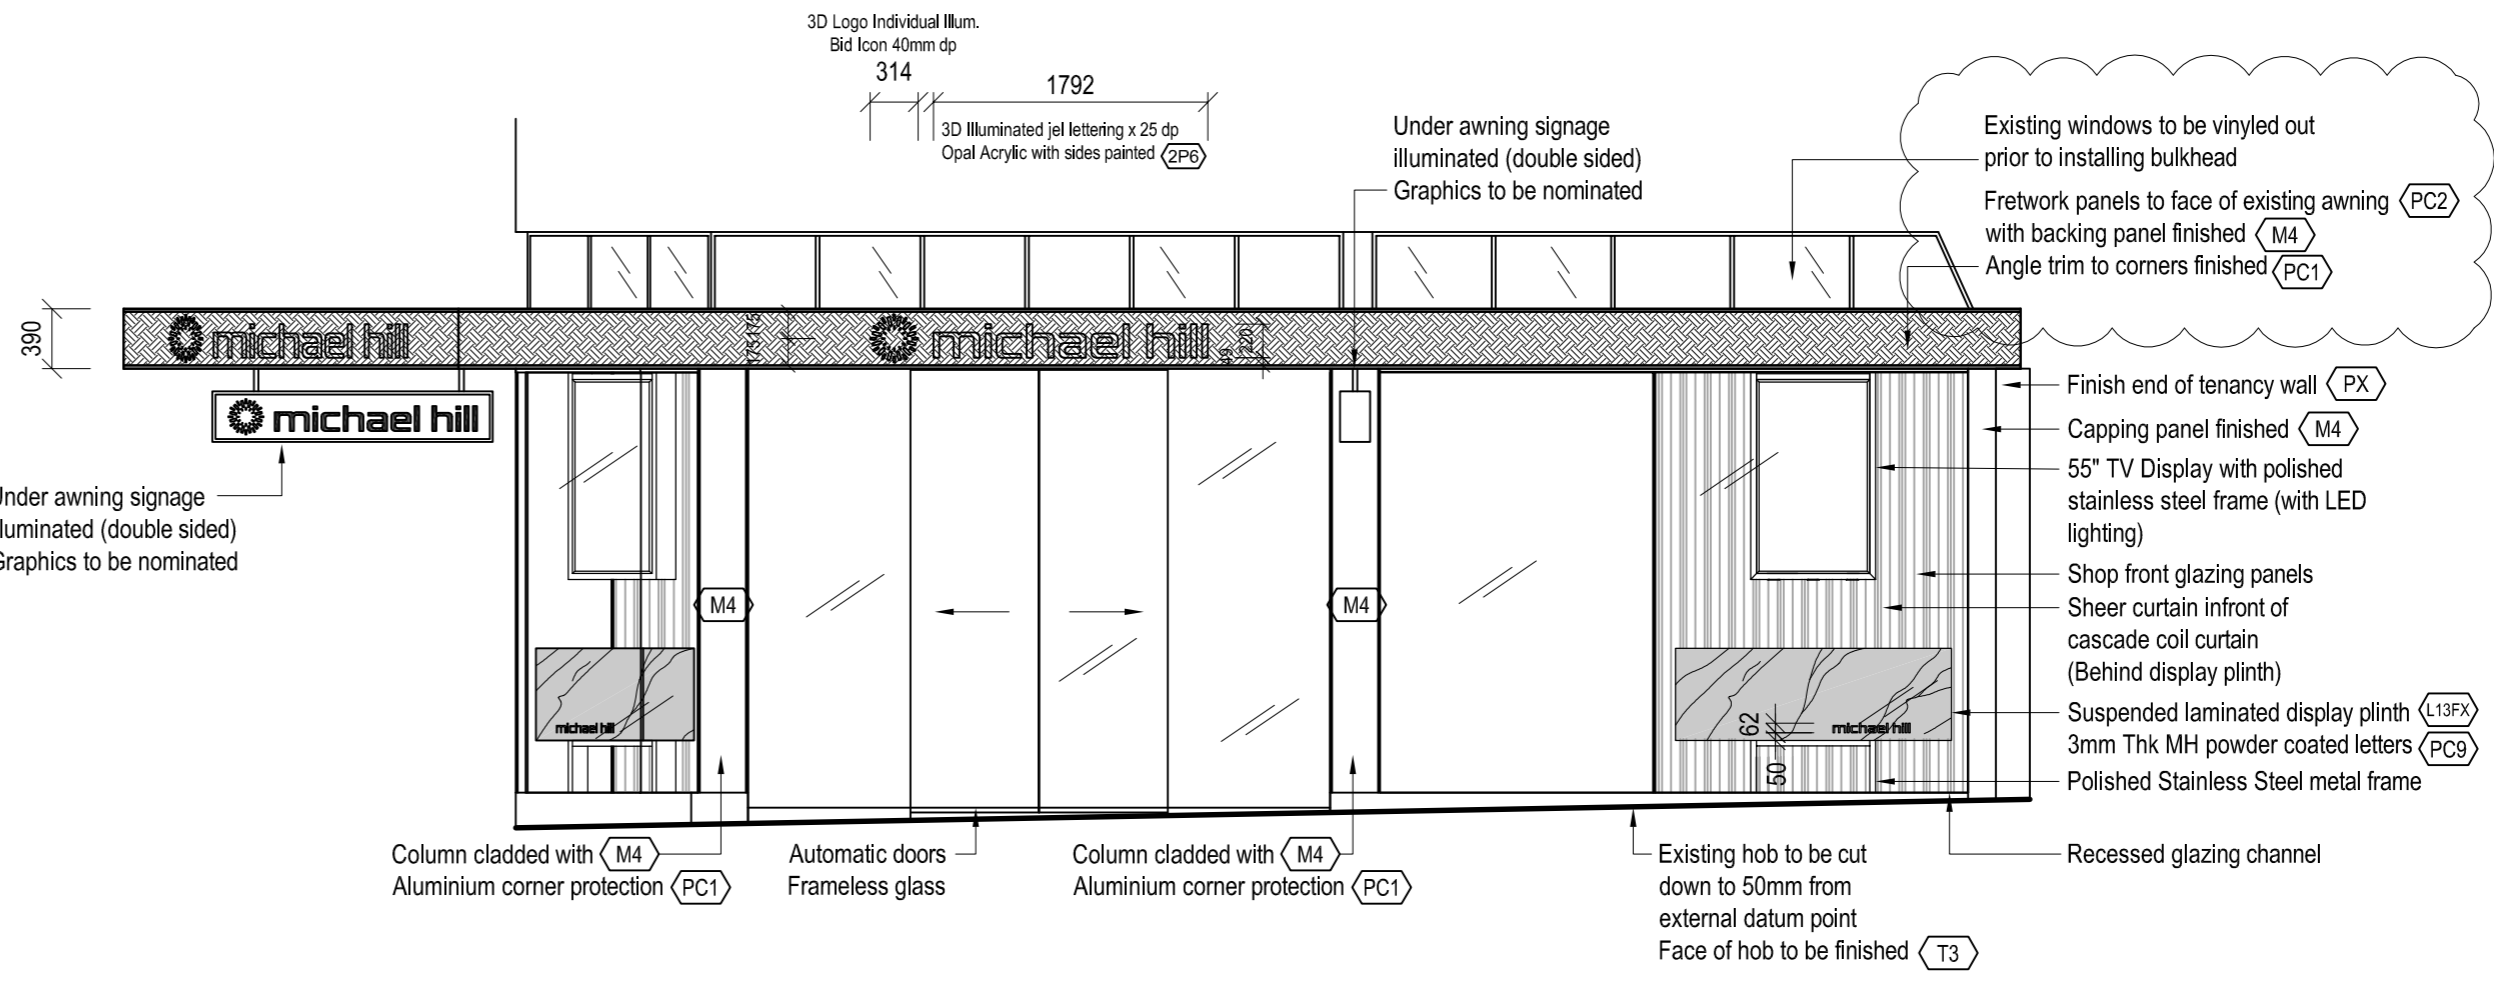 3D Logo Individual Illum.
Bid Icon 40mm dp
314
1792
3D Illuminated jel lettering x 25 dp
Opal Acrylic with sides painted 2P6
Under awning signage
illuminated (double sided)
Graphics to be nominated
Existing windows to be vinyled out
prior to installing bulkhead
Fretwork panels to face of existing awning PC2
with backing panel finished M4
Angle trim to corners finished PC1
390
michael hill
175 175
michael hill
49
220
michael hill
Under awning signage
illuminated (double sided)
Graphics to be nominated
M4
M4
michael hill
62
50
michael hill
Finish end of tenancy wall PX
Capping panel finished M4
55" TV Display with polished
stainless steel frame (with LED
lighting)
Shop front glazing panels
Sheer curtain infront of
cascade coil curtain
(Behind display plinth)
Suspended laminated display plinth L13FX
3mm Thk MH powder coated letters PC9
Polished Stainless Steel metal frame
Recessed glazing channel
Column cladded with M4
Aluminium corner protection PC1
Automatic doors
Frameless glass
Column cladded with M4
Aluminium corner protection PC1
Existing hob to be cut
down to 50mm from
external datum point
Face of hob to be finished T3